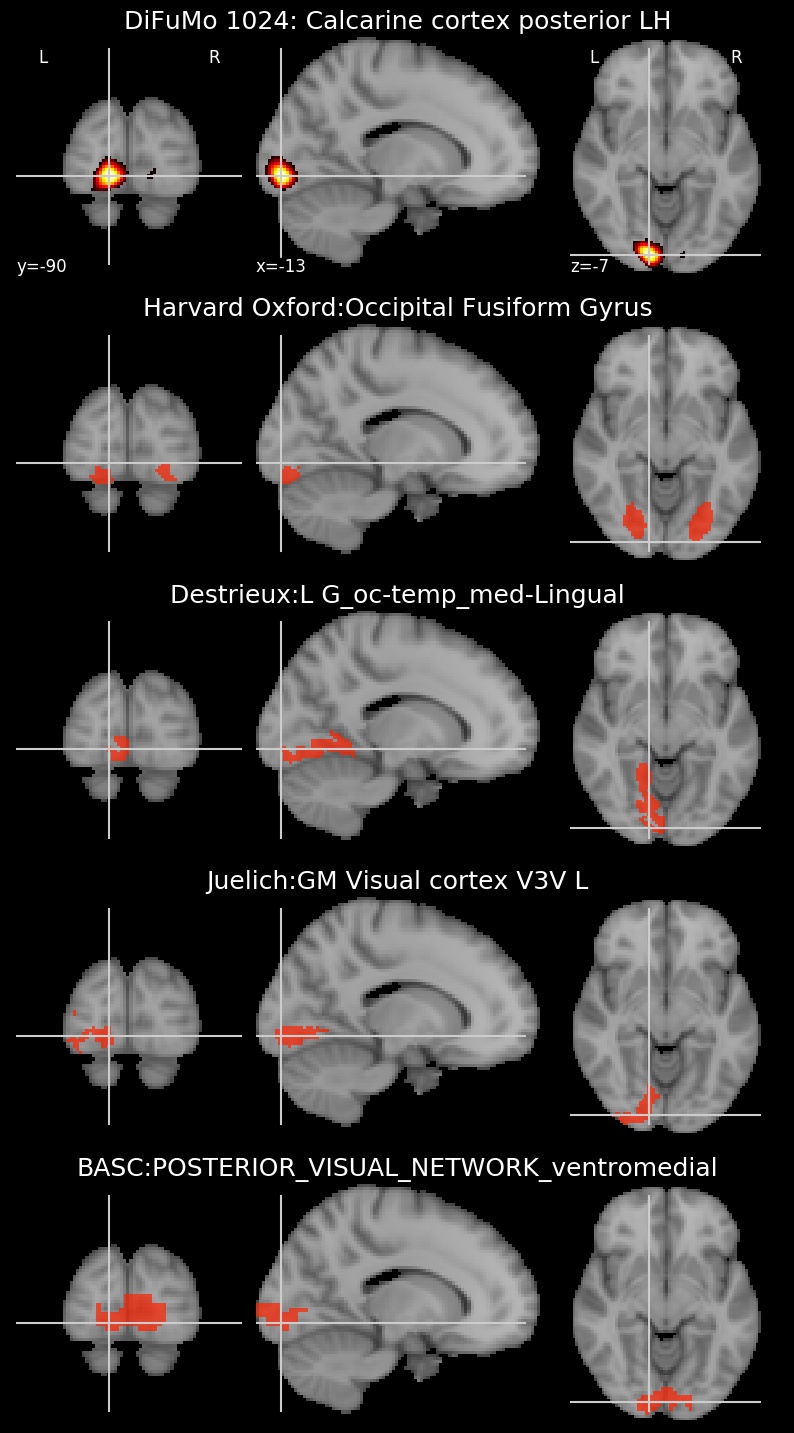 DiFuMo 1024: Calcarine cortex posterior LH
L R L R
y=-90 x=-13 z=-7
Harvard Oxford:Occipital Fusiform Gyrus
Destrieux:L G_oc-temp_med-Lingual
Juelich:GM Visual cortex V3V L
BASC:POSTERIOR_VISUAL_NETWORK_ventromedial